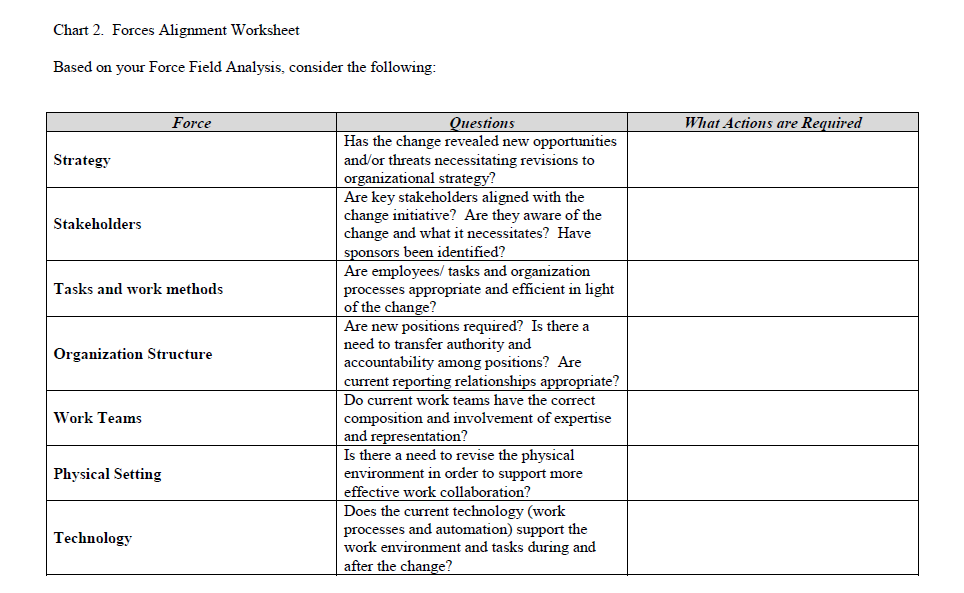 Chart 2.  Forces Alignment Worksheet
Based on your Force Field Analysis, consider the following:
Force
Questions
What Actions are Required
Strategy
Has the change revealed new opportunities
and/or threats necessitating revisions to
organizational strategy?
Stakeholders
Are key stakeholders aligned with the
change initiative?  Are they aware of the
change and what it necessitates?  Have
sponsors been identified?
Tasks and work methods
Are employees/ tasks and organization
processes appropriate and efficient in light
of the change?
Organization Structure
Are new positions required?  Is there a
need to transfer authority and
accountability among positions?  Are
current reporting relationships appropriate?
Work Teams
Do current work teams have the correct
composition and involvement of expertise
and representation?
Physical Setting
Is there a need to revise the physical
environment in order to support more
effective work collaboration?
Technology
Does the current technology (work
processes and automation) support the
work environment and tasks during and
after the change?